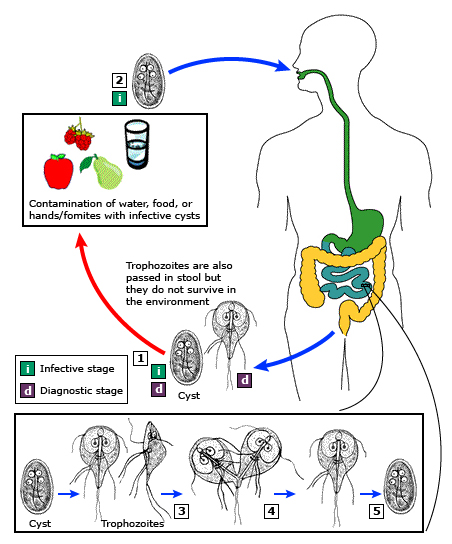 2
i
Contamination of water, food, or
hands/fomites with infective cysts
Trophozoites are also
passed in stool but
they do not survive in
the environment
1
i
d
d
Cyst
i Infective stage
d Diagnostic stage
Cyst
Trophozoites
3
4
5